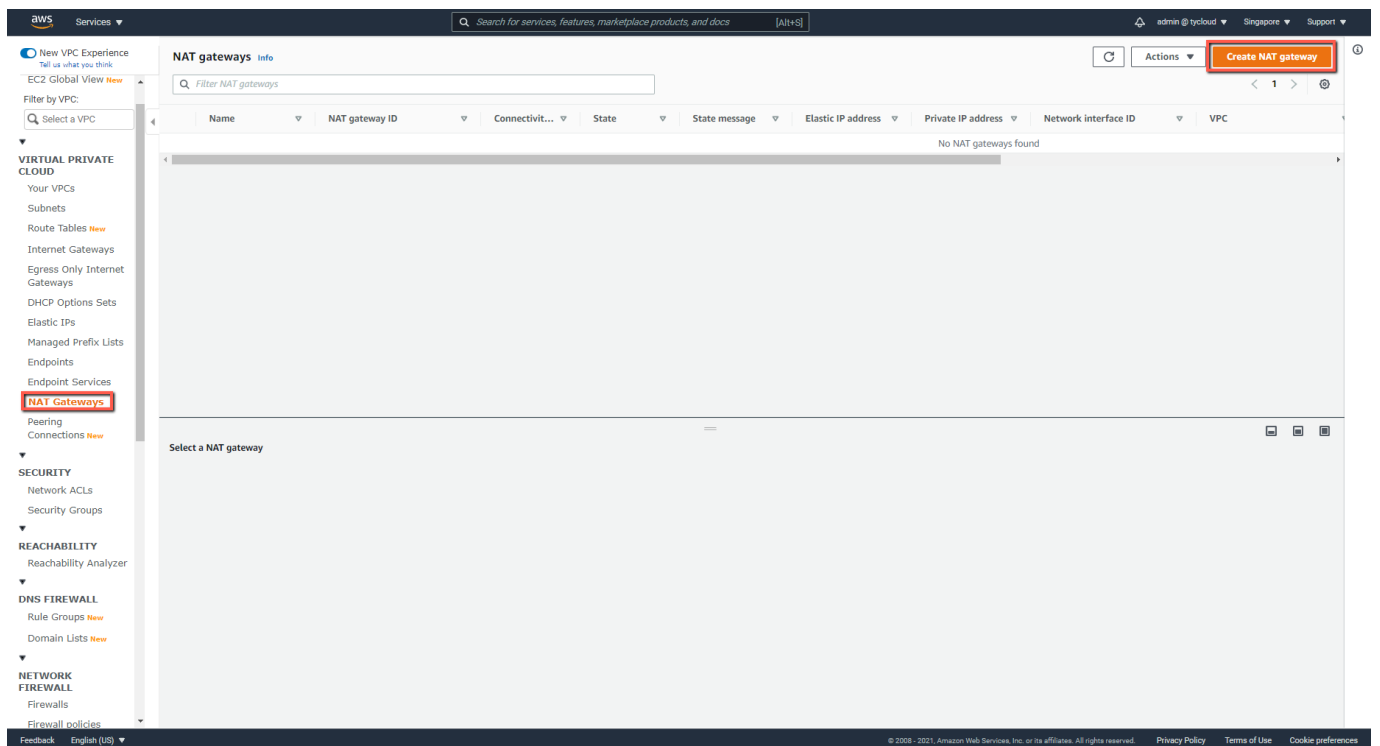 aws Services ▼ Search for services, features, marketplace products, and docs [Alt+S] admin @ tycloud ▼ Singapore ▼ Support ▼
New VPC Experience
Tell us what you think
EC2 Global View New
Filter by VPC:
Select a VPC
VIRTUAL PRIVATE
CLOUD
Your VPCs
Subnets
Route Tables New
Internet Gateways
Egress Only Internet
Gateways
DHCP Options Sets
Elastic IPs
Managed Prefix Lists
Endpoints
Endpoint Services
NAT Gateways
Peering
Connections New
SECURITY
Network ACLs
Security Groups
REACHABILITY
Reachability Analyzer
DNS FIREWALL
Rule Groups New
Domain Lists New
NETWORK
FIREWALL
Firewalls
Firewall policies
NAT gateways Info
Actions ▼ Create NAT gateway
Filter NAT gateways
1
Name NAT gateway ID Connectivit... State State message Elastic IP address Private IP address Network interface ID VPC
No NAT gateways found
Select a NAT gateway
Feedback English (US) ▼ © 2008 - 2021, Amazon Web Services, Inc. or its affiliates. All rights reserved. Privacy Policy Terms of Use Cookie preferences